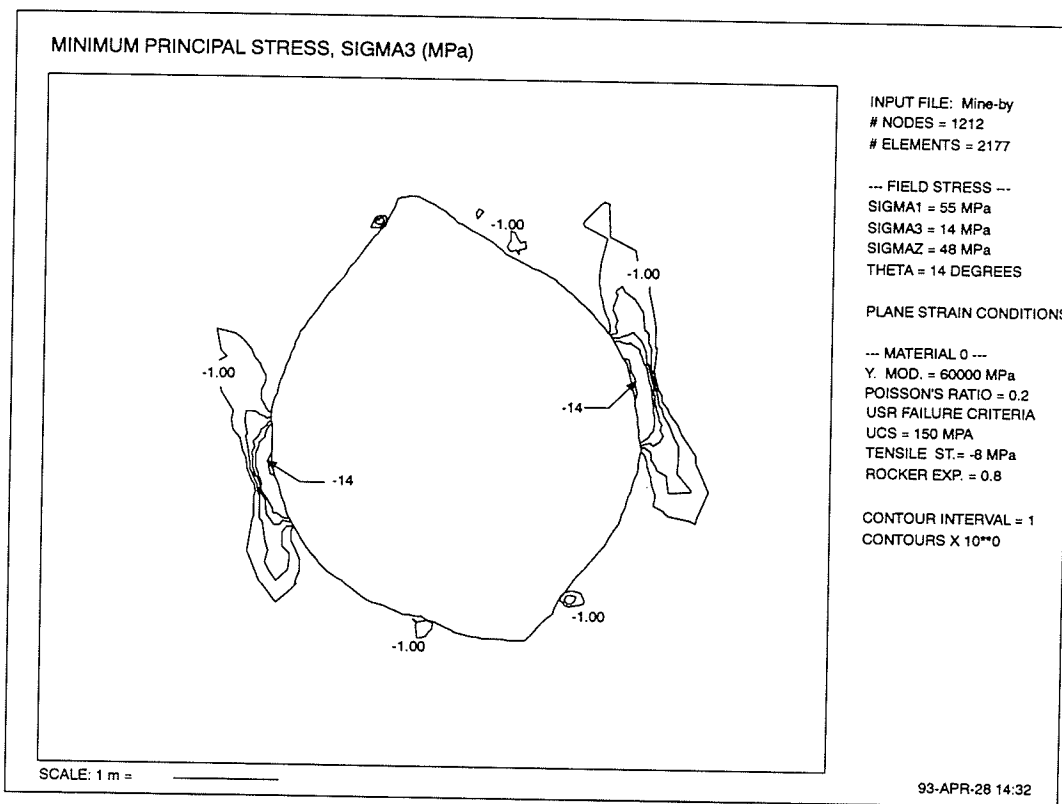 MINIMUM PRINCIPAL STRESS, SIGMA3 (MPa)
INPUT FILE: Mine-by
# NODES = 1212
# ELEMENTS = 2177
--- FIELD STRESS ---
SIGMA1 = 55 MPa
SIGMA3 = 14 MPa
SIGMAZ = 48 MPa
THETA = 14 DEGREES
PLANE STRAIN CONDITIONS
--- MATERIAL 0 ---
Y. MOD. = 60000 MPa
POISSON'S RATIO = 0.2
USR FAILURE CRITERIA
UCS = 150 MPA
TENSILE ST.= -8 MPa
ROCKER EXP. = 0.8
CONTOUR INTERVAL = 1
CONTOURS X 10**0
-1.00
-1.00
-1.00
-14
-14
-1.00
-1.00
SCALE: 1 m =
93-APR-28 14:32